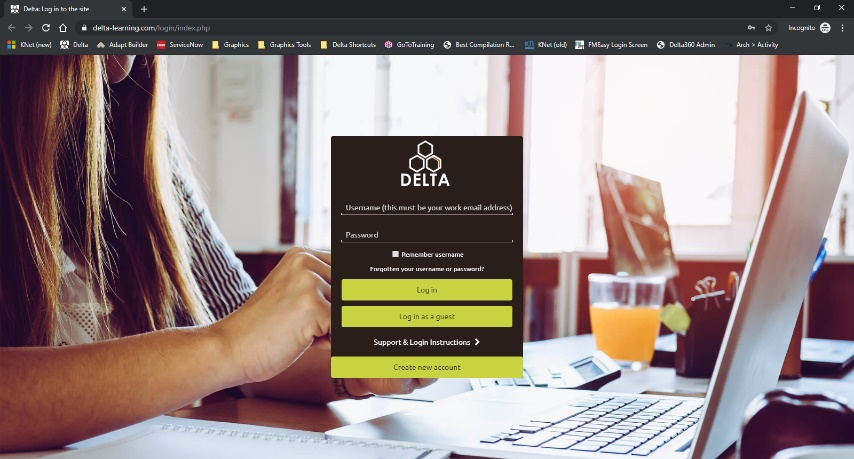 Delta: Log in to the site
delta-learning.com/login/index.php
Incognito
KNet (new)
Delta
Adapt Builder
ServiceNow
Graphics
Graphics Tools
Delta Shortcuts
GoToTraining
Best Compilation R...
KNet (old)
FMEasy Login Screen
Delta360 Admin
Arch > Activity
DELTA
Username (this must be your work email address)
Password
Remember username
Forgotten your username or password?
Log in
Log in as a guest
Support & Login Instructions
Create new account